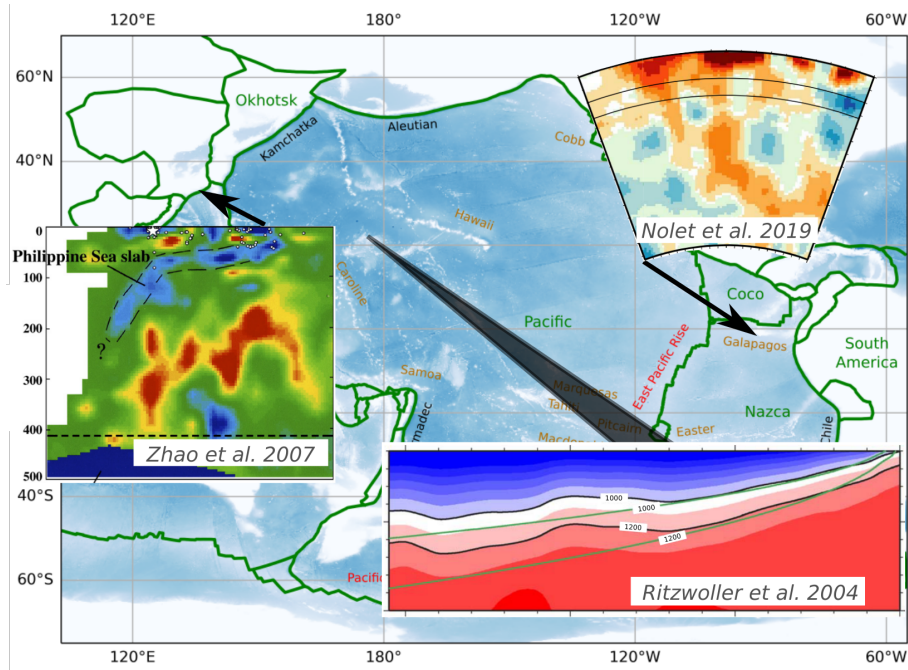 120°E
180°
120°W
60°W
60°N
Okhotsk
Kamchatka
Aleutian
Cobb
40°N
Hawaii
Nolet et al. 2019
0
Philippine Sea slab
100
200
?
300
400
500
Zhao et al. 2007
Caroline
Pacific
Coco
Galapagos
South
America
East Pacific Rise
Samoa
Marquesas
Tahiti
Pitcairn
Easter
Nazca
Chile
madec
Macdon
1000
1000
1200
1200
Ritzwoller et al. 2004
40°S
60°S
Pacific
120°E
180°
120°W
60°W